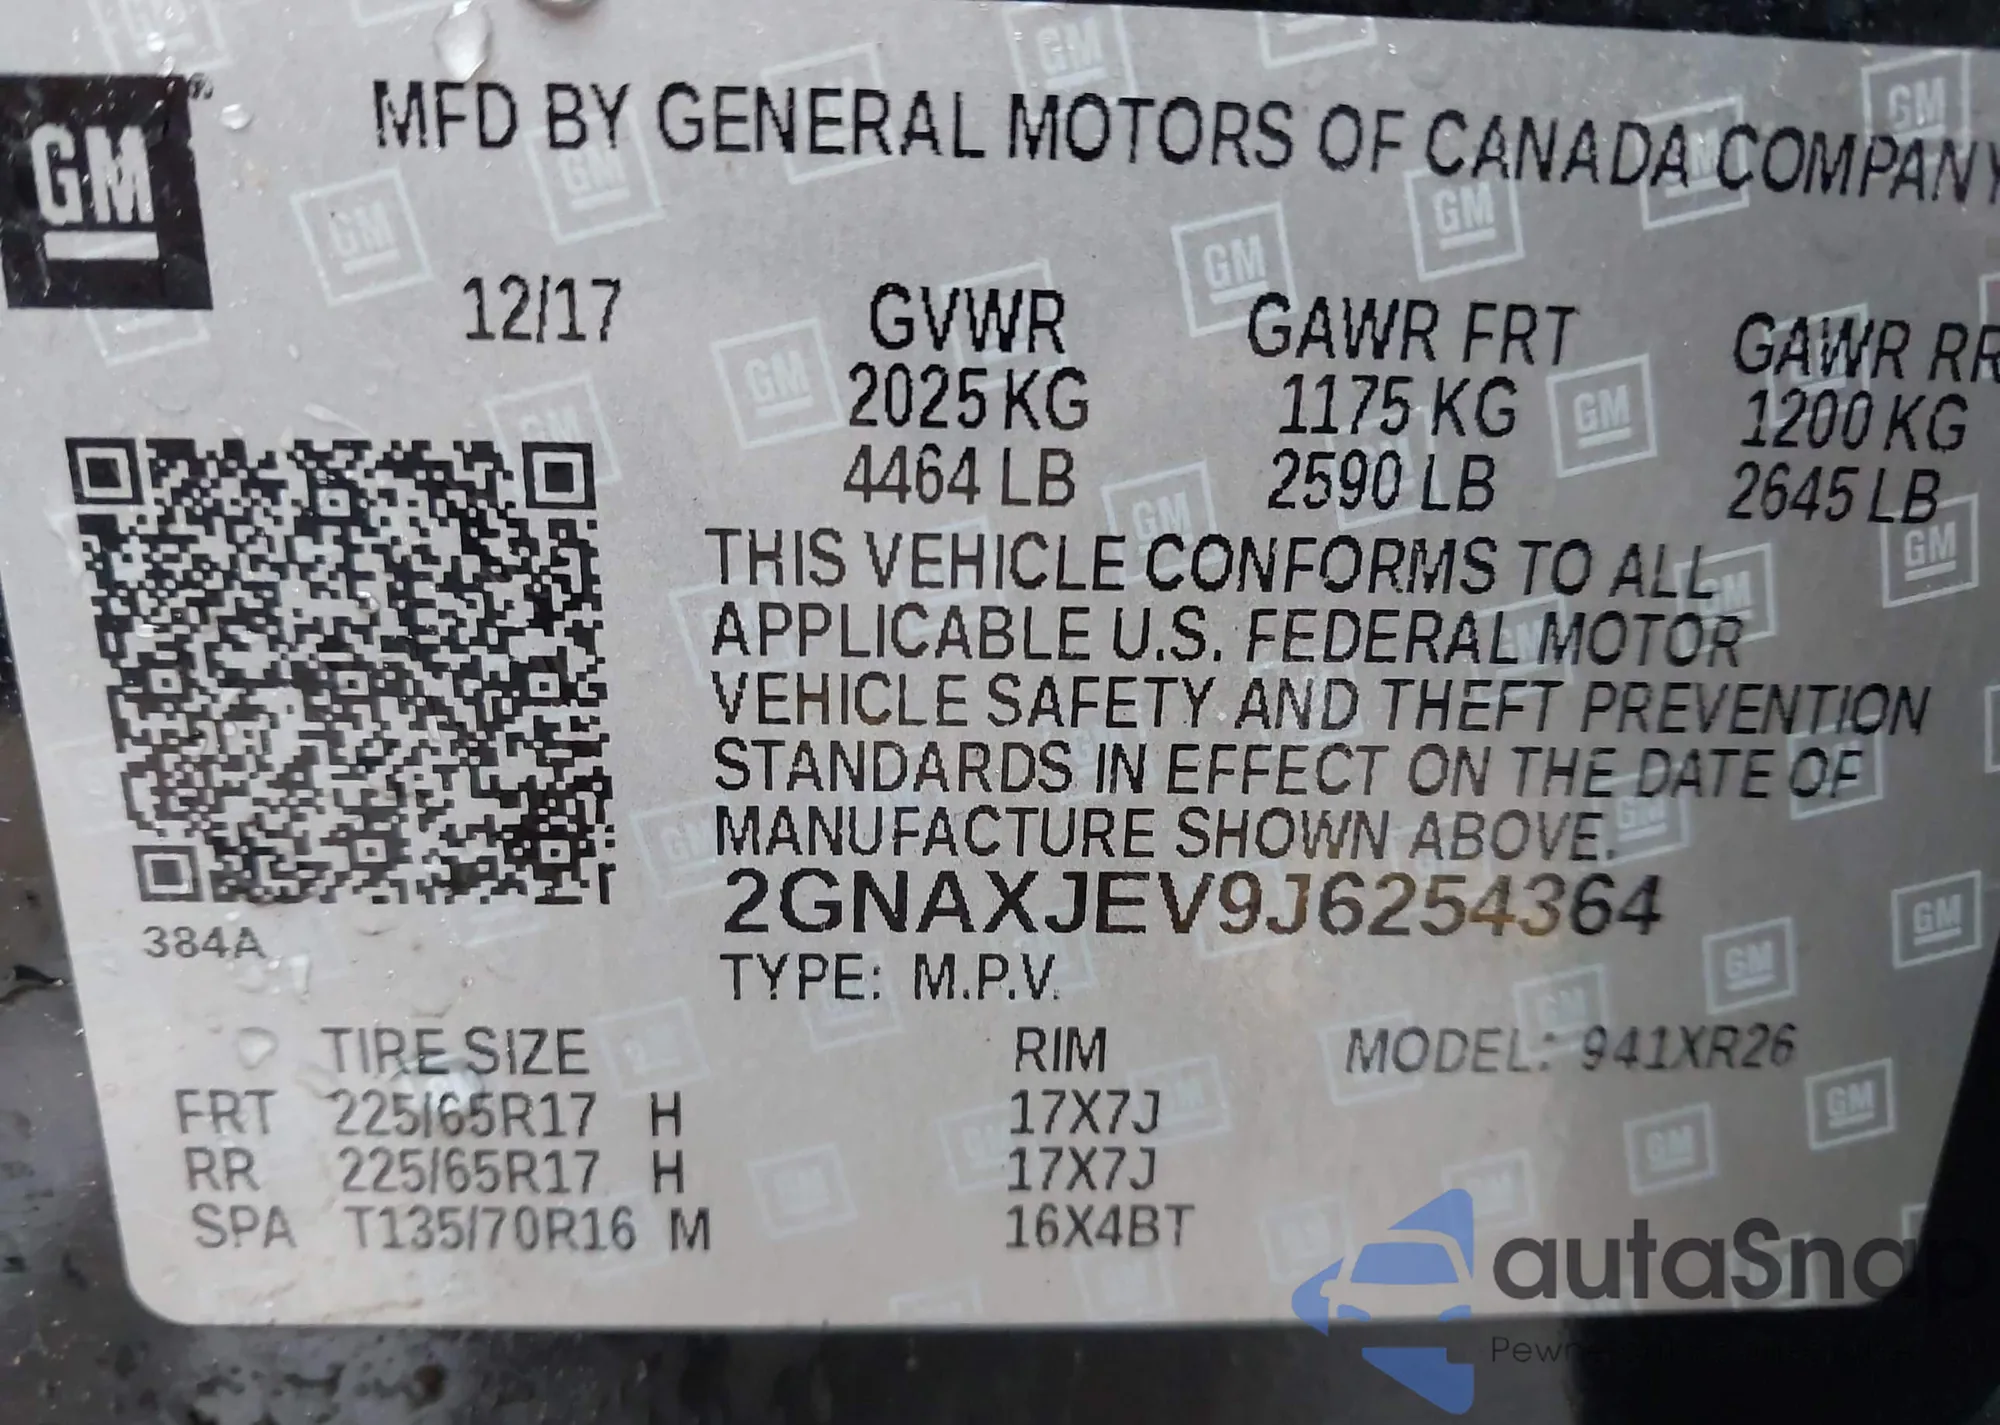 GM
MFD BY GENERAL MOTORS OF CANADA COMPANY
12/17 GVWR GAWR FRT GAWR RR
2025 KG 1175 KG 1200 KG
4464 LB 2590 LB 2645 LB
THIS VEHICLE CONFORMS TO ALL
APPLICABLE U.S. FEDERAL MOTOR
VEHICLE SAFETY AND THEFT PREVENTION
STANDARDS IN EFFECT ON THE DATE OF
MANUFACTURE SHOWN ABOVE.
2GNAXJEV9J6254364
384A
TYPE: M.P.V.
TIRE SIZE RIM MODEL: 941XR26
FRT 225/65R17 H 17X7J
RR 225/65R17 H 17X7J
SPA T135/70R16 M 16X4BT
autaSnap